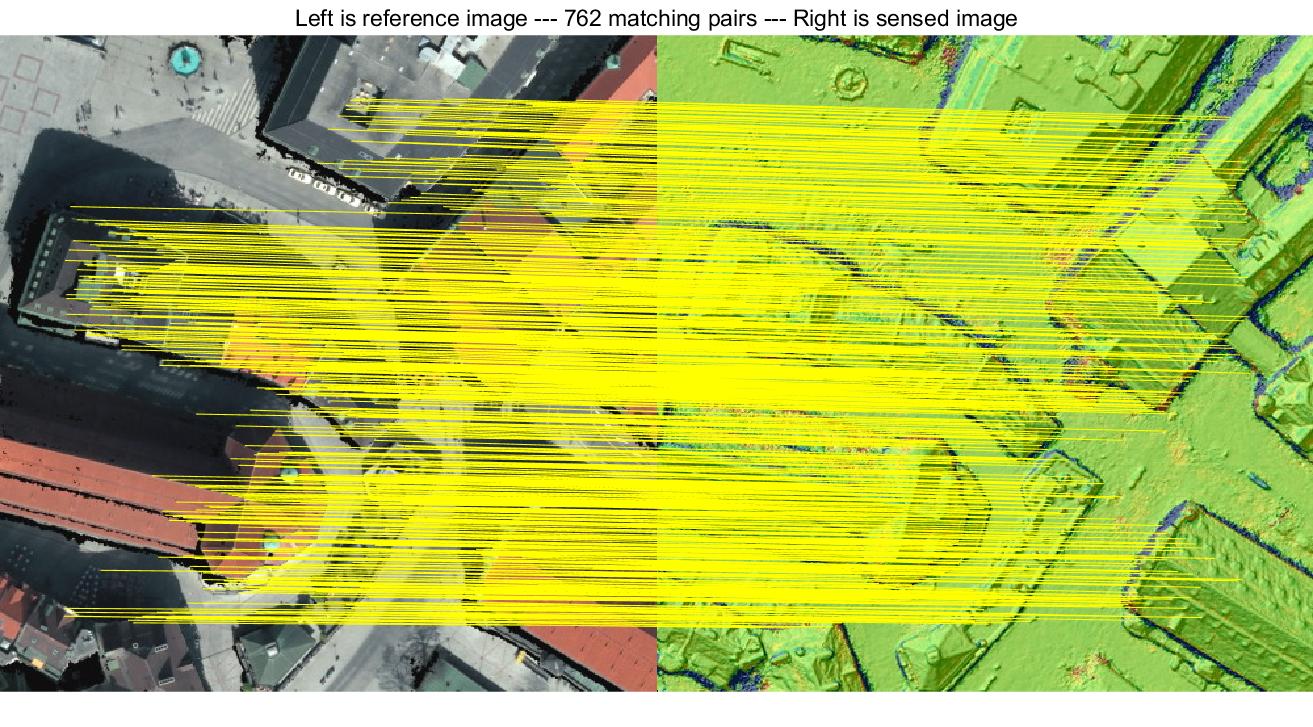 Left is reference image --- 762 matching pairs --- Right is sensed image